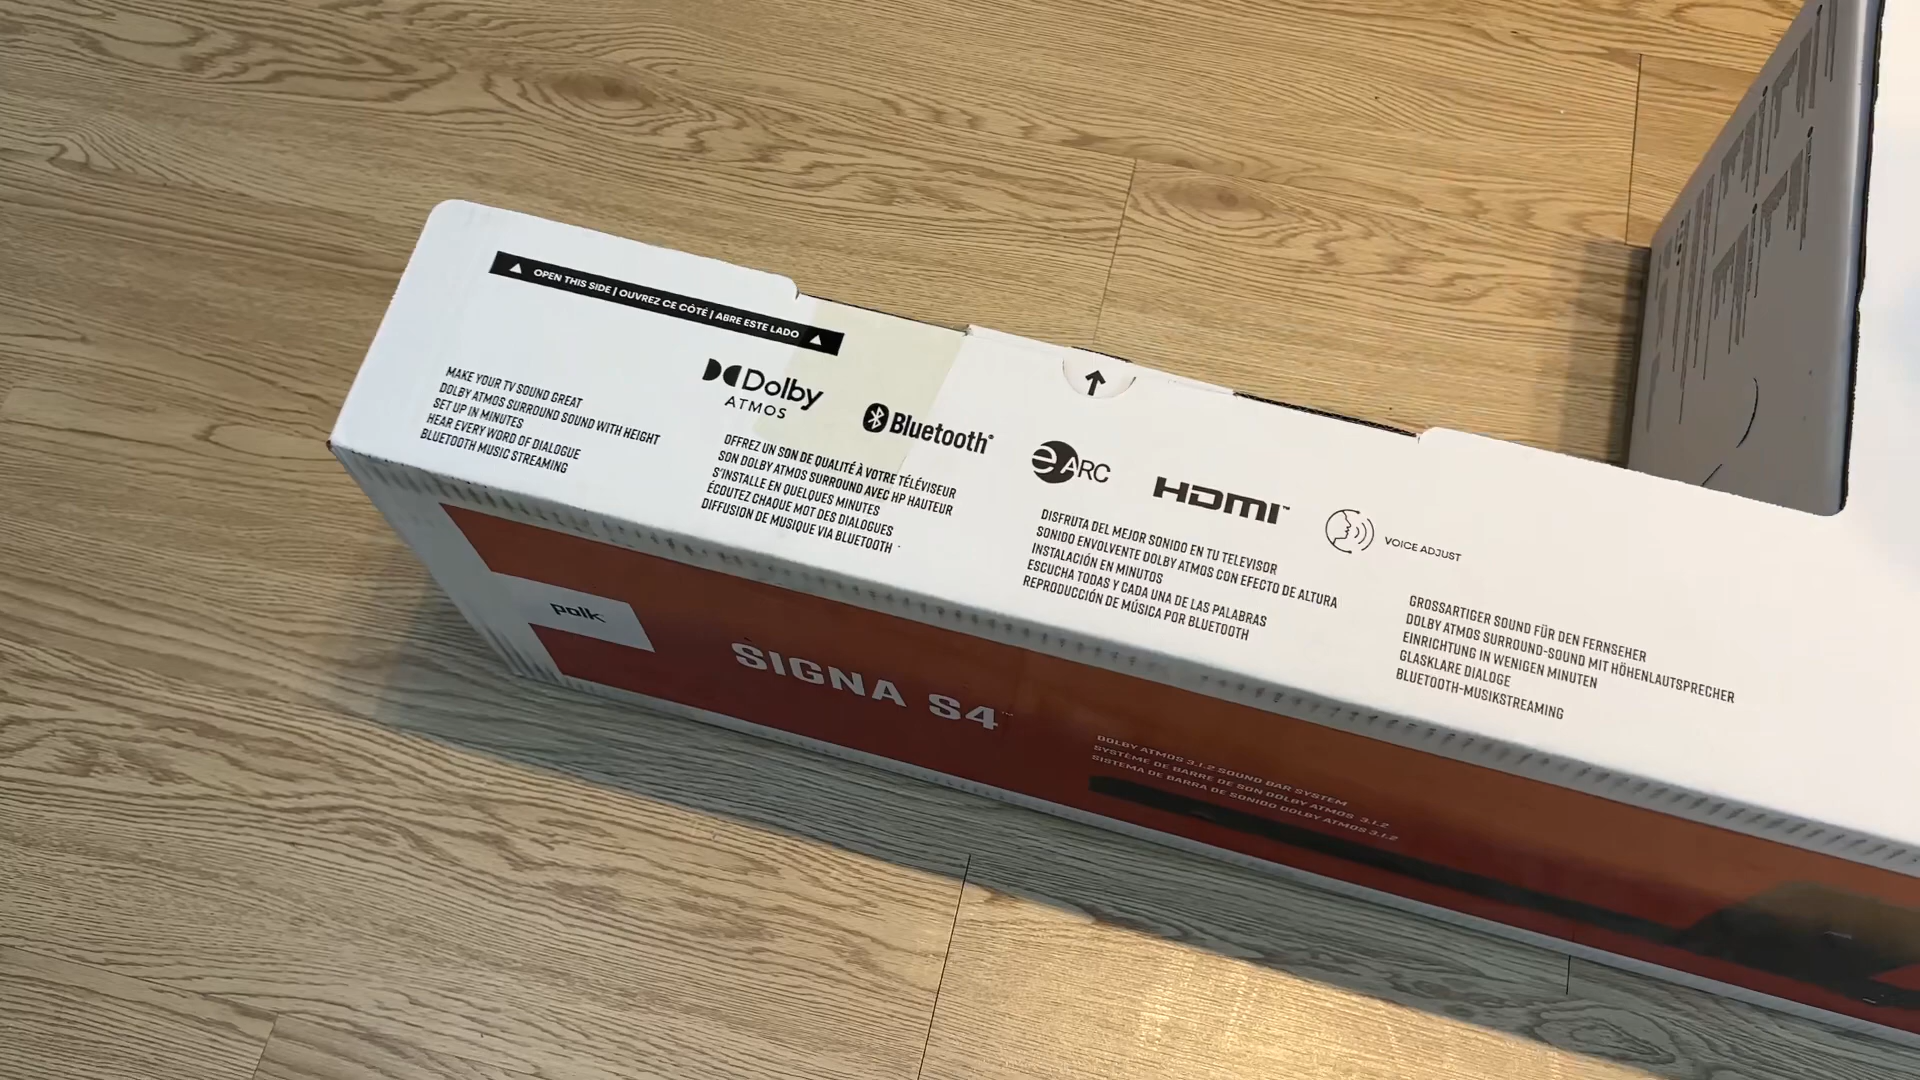 OPEN THIS SIDE | OUVREZ CE CÔTÉ | ABRE ESTE LADO
MAKE YOUR TV SOUND GREAT
DOLBY ATMOS SURROUND SOUND WITH HEIGHT
SET UP IN MINUTES
HEAR EVERY WORD OF DIALOGUE
BLUETOOTH MUSIC STREAMING
Dolby
ATMOS
Bluetooth®
eARC
HDMI™
VOICE ADJUST
OFFREZ UN SON DE QUALITÉ À VOTRE TÉLÉVISEUR
SON DOLBY ATMOS SURROUND AVEC HP HAUTEUR
S'INSTALLE EN QUELQUES MINUTES
ÉCOUTEZ CHAQUE MOT DES DIALOGUES
DIFFUSION DE MUSIQUE VIA BLUETOOTH
DISFRUTA DEL MEJOR SONIDO EN TU TELEVISOR
SONIDO ENVOLVENTE DOLBY ATMOS CON EFECTO DE ALTURA
INSTALACIÓN EN MINUTOS
ESCUCHA TODAS Y CADA UNA DE LAS PALABRAS
REPRODUCCIÓN DE MÚSICA POR BLUETOOTH
GROSSARTIGER SOUND FÜR DEN FERNSEHER
DOLBY ATMOS SURROUND-SOUND MIT HÖHENLAUTSPRECHER
EINRICHTUNG IN WENIGEN MINUTEN
GLASKLARE DIALOGE
BLUETOOTH-MUSIKSTREAMING
polk
SIGNA S4™
DOLBY ATMOS 3.1.2 SOUND BAR SYSTEM
SYSTÈME DE BARRE DE SON DOLBY ATMOS 3.1.2
SISTEMA DE BARRA DE SONIDO DOLBY ATMOS 3.1.2